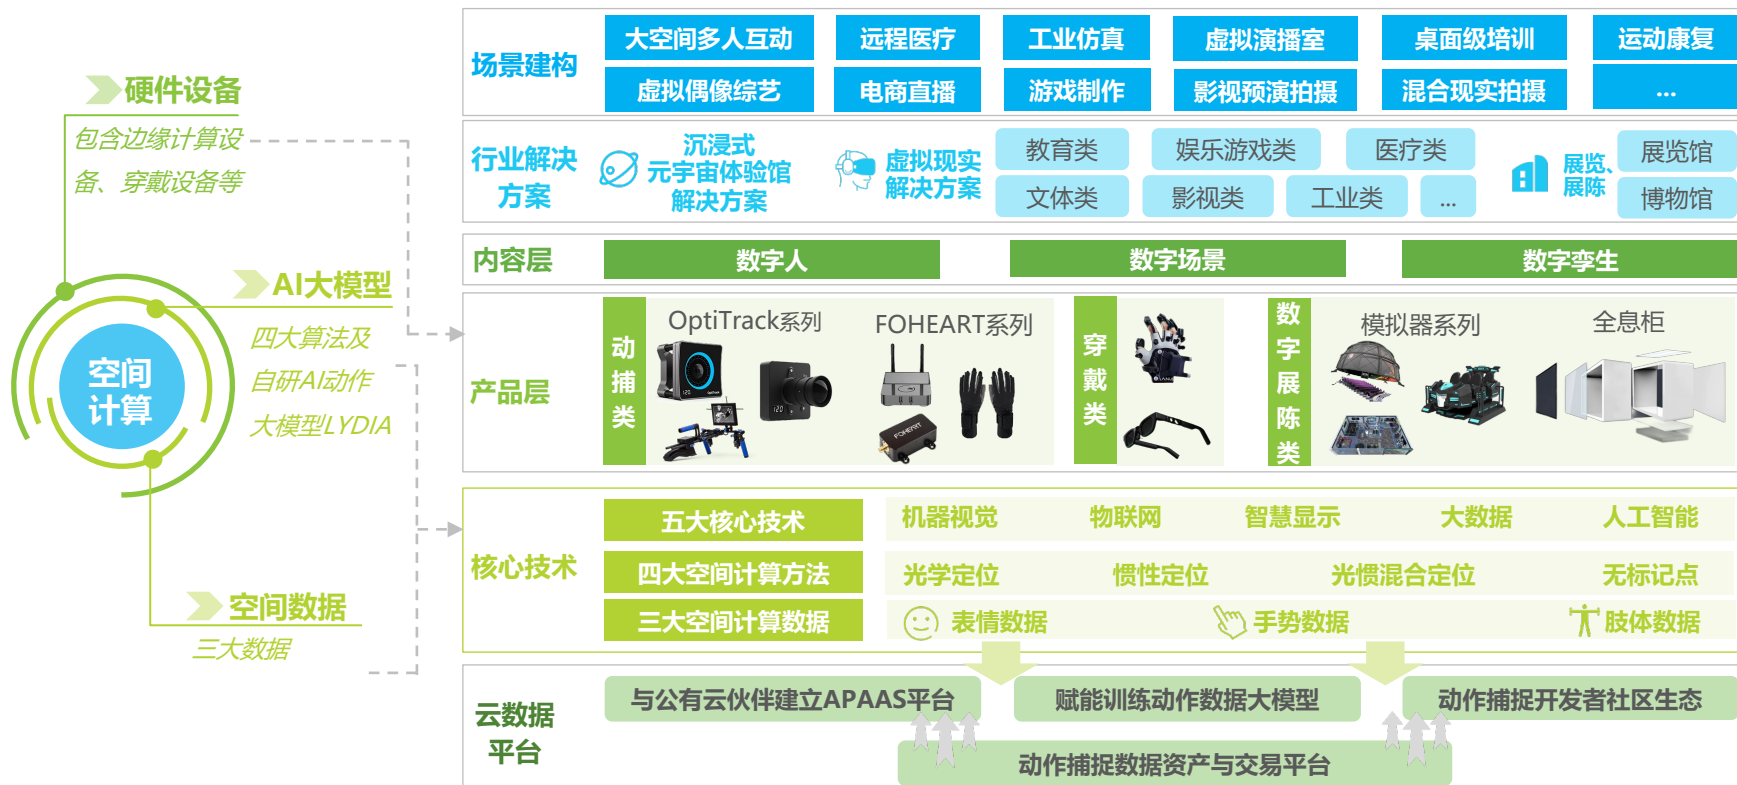 硬件设备
包含边缘计算设
备、穿戴设备等
AI大模型
四大算法及
自研AI动作
大模型LYDIA
空间
计算
空间数据
三大数据
场景建构
大空间多人互动
远程医疗
工业仿真
虚拟演播室
桌面级培训
运动康复
虚拟偶像综艺
电商直播
游戏制作
影视预演拍摄
混合现实拍摄
...
行业解决
方案
沉浸式
元宇宙体验馆
解决方案
虚拟现实
解决方案
教育类
娱乐游戏类
医疗类
文体类
影视类
工业类
...
展览、
展陈
展览馆
博物馆
内容层
数字人
数字场景
数字孪生
产品层
动捕类
OptiTrack系列
FOHEART系列
120
OptiTrack
120
FOHEART
穿戴类
数字展陈类
模拟器系列
全息柜
核心技术
五大核心技术
机器视觉
物联网
智慧显示
大数据
人工智能
四大空间计算方法
光学定位
惯性定位
光惯混合定位
无标记点
三大空间计算数据
表情数据
手势数据
肢体数据
云数据
平台
与公有云伙伴建立APAAS平台
赋能训练动作数据大模型
动作捕捉开发者社区生态
动作捕捉数据资产与交易平台